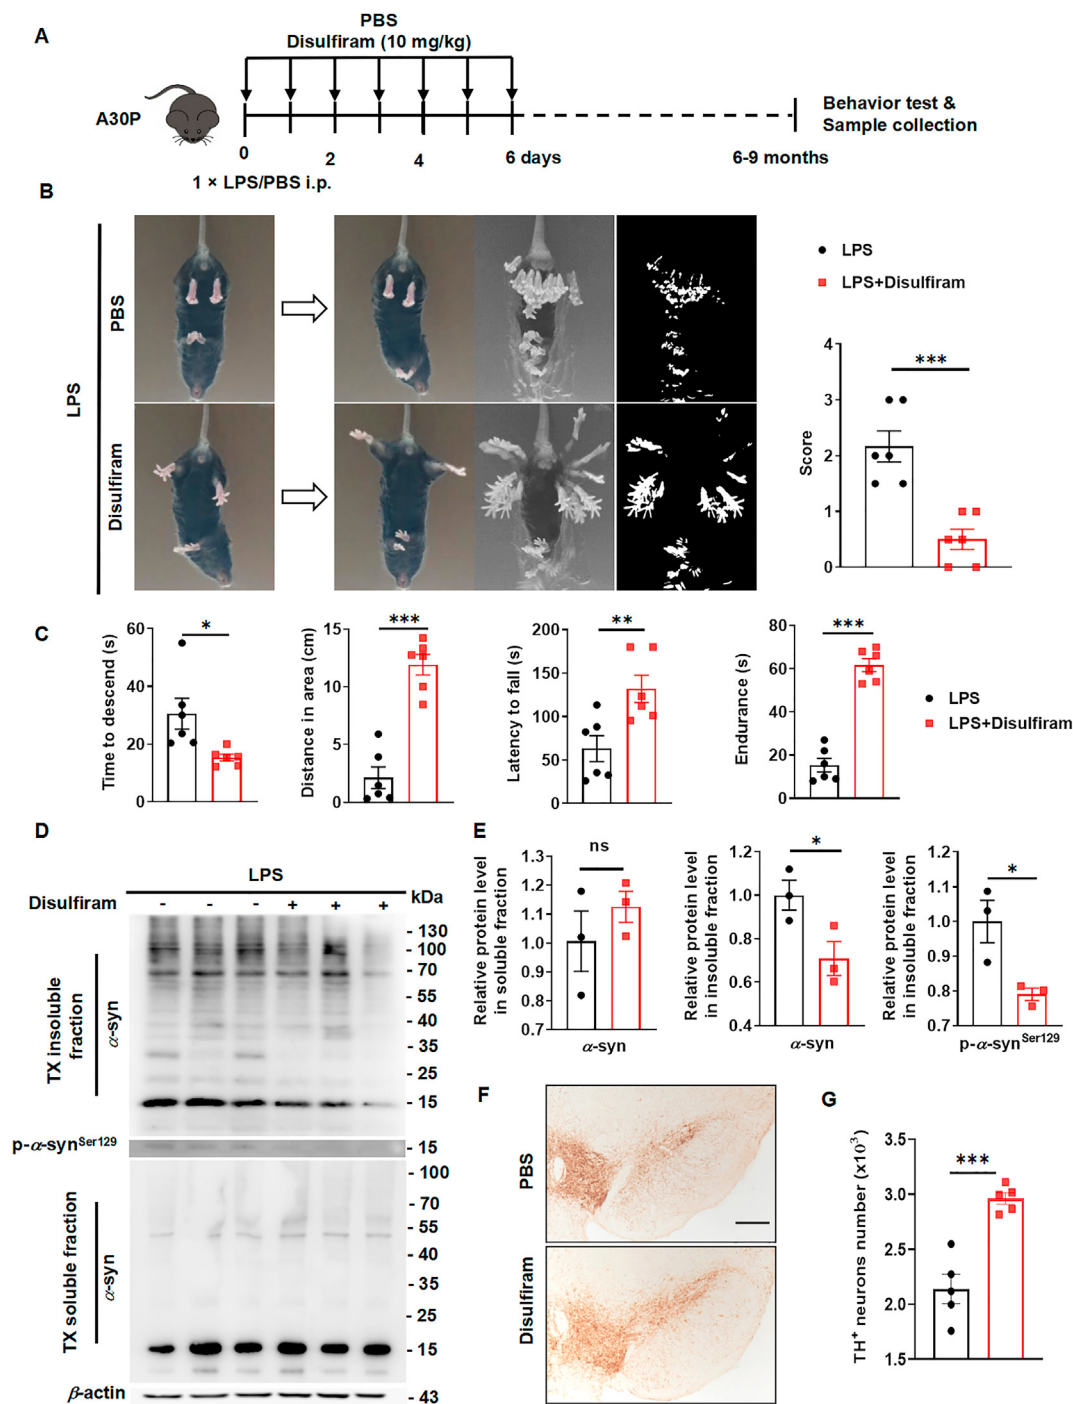 A
PBS
Disulfiram (10 mg/kg)
A30P
0
2
4
6 days
6-9 months
Behavior test &
Sample collection
1 × LPS/PBS i.p.
B
LPS
PBS
Disulfiram
LPS
LPS+Disulfiram
Score
4
3
2
1
0
***
C
Time to descend (s)
60
40
20
0
*
Distance in area (cm)
15
10
5
0
***
Latency to fall (s)
200
150
100
50
0
**
Endurance (s)
80
60
40
20
0
***
LPS
LPS+Disulfiram
D
LPS
Disulfiram - - - + + + kDa
TX insoluble
fraction
α-syn
- 130
- 100
- 70
- 55
- 40
- 35
- 25
- 15
p-α-synSer129
- 15
TX soluble fraction
α-syn
- 100
- 70
- 55
- 40
- 35
- 25
- 15
β-actin
- 43
E
Relative protein level
in soluble fraction
1.3
1.2
1.1
1.0
0.9
0.8
0.7
ns
α-syn
Relative protein level
in insoluble fraction
1.2
1.0
0.8
0.6
0.4
*
α-syn
Relative protein level
in insoluble fraction
1.2
1.1
1.0
0.9
0.8
0.7
*
p-α-synSer129
F
PBS
Disulfiram
G
TH+ neurons number (x10³)
3.5
3.0
2.5
2.0
1.5
***